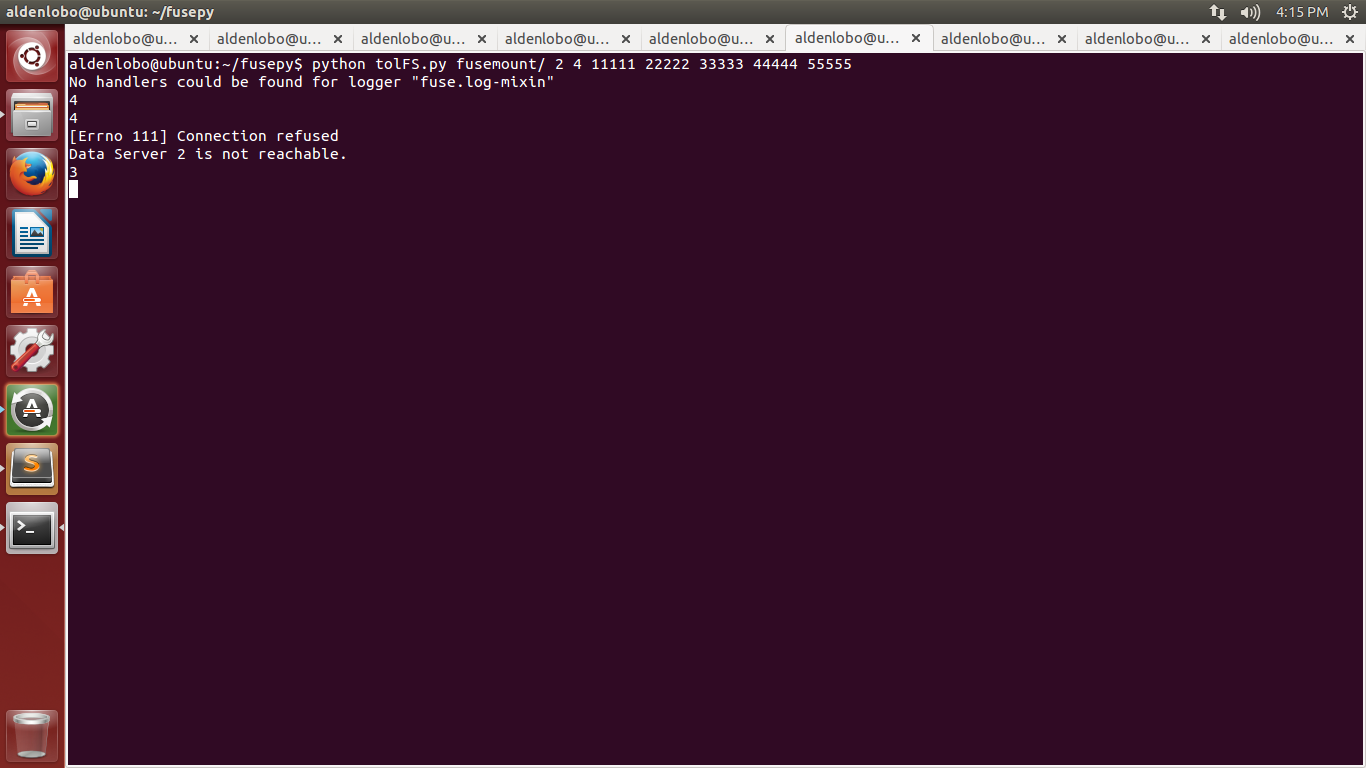 aldenlobo@ubuntu: ~/fusepy
4:15 PM
aldenlobo@u... × aldenlobo@u... × aldenlobo@u... × aldenlobo@u... × aldenlobo@u... × aldenlobo@u... × aldenlobo@u... × aldenlobo@u... × aldenlobo@u... ×
aldenlobo@ubuntu:~/fusepy$ python tolFS.py fusemount/ 2 4 11111 22222 33333 44444 55555
No handlers could be found for logger "fuse.log-mixin"
4
4
[Errno 111] Connection refused
Data Server 2 is not reachable.
3